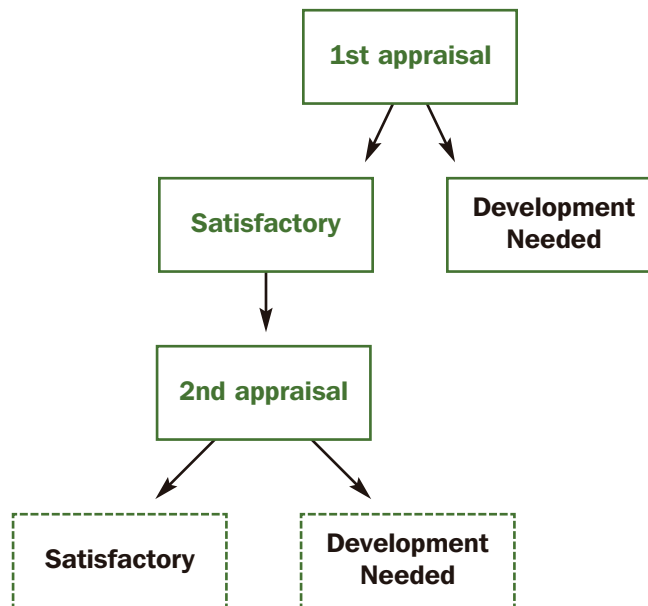 1st appraisal
Satisfactory
Development
Needed
2nd appraisal
Satisfactory
Development
Needed